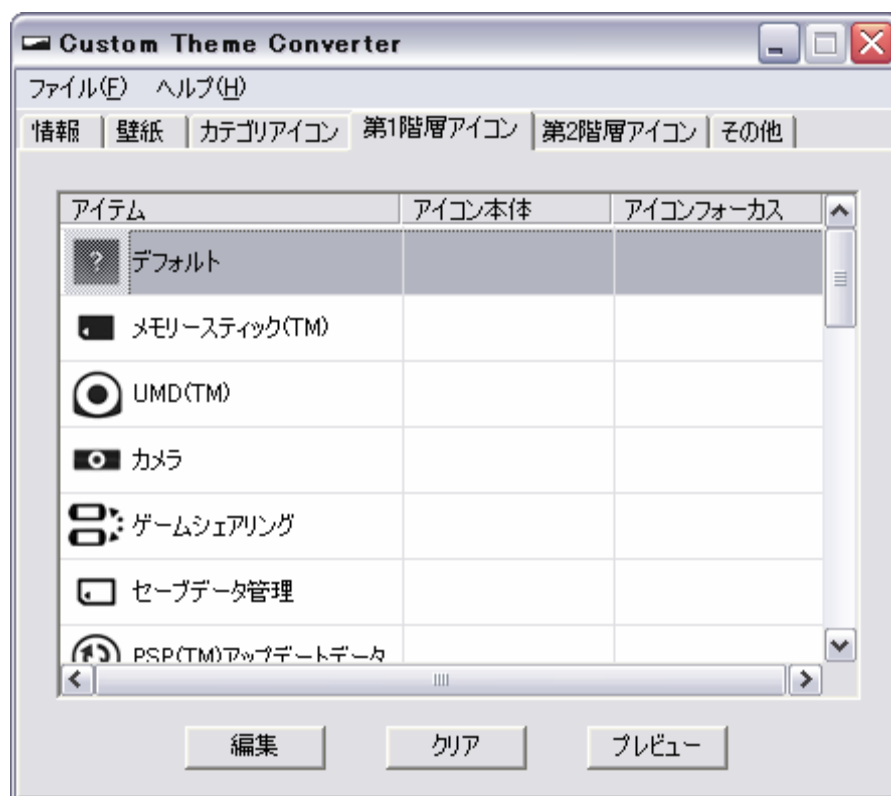 Custom Theme Converter
ファイル(F) ヘルプ(H)
情報 壁紙 カテゴリアイコン 第1階層アイコン 第2階層アイコン その他
アイテム アイコン本体 アイコンフォーカス
? デフォルト
メモリースティック(TM)
UMD(TM)
カメラ
ゲームシェアリング
セーブデータ管理
PSP(TM)アップデートデータ
編集 クリア プレビュー